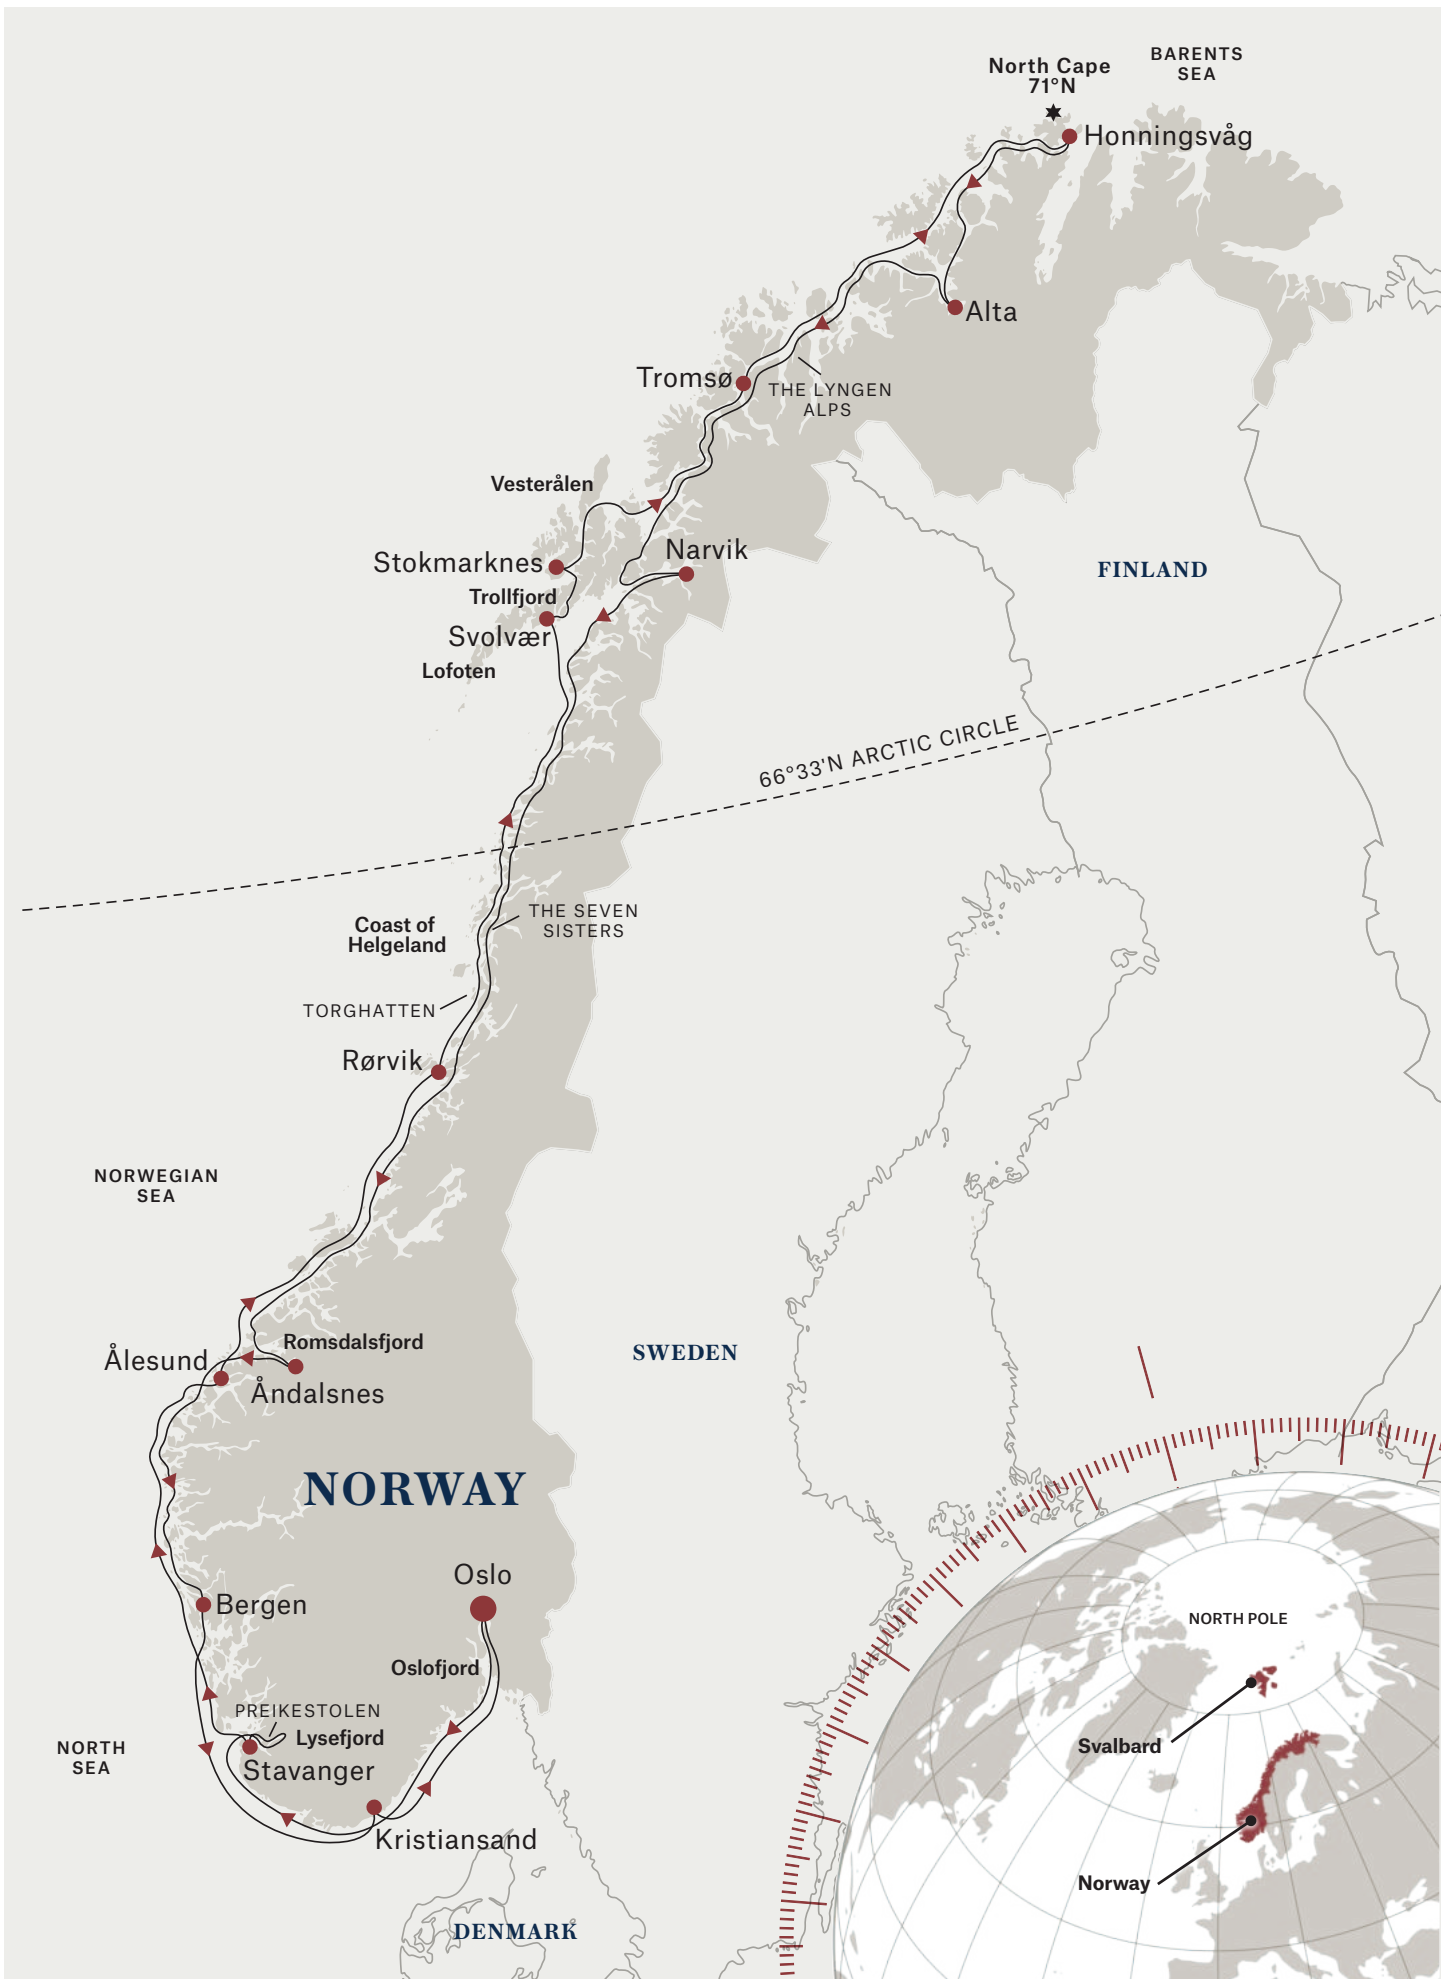 BARENTS
SEA
North Cape
71°N
Honningsvåg
Alta
Tromsø
THE LYNGEN
ALPS
Vesterålen
Narvik
Stokmarknes
FINLAND
Trollfjord
Svolvær
Lofoten
66°33'N ARCTIC CIRCLE
THE SEVEN
SISTERS
Coast of
Helgeland
TORGHATTEN
Rørvik
NORWEGIAN
SEA
Romsdalsfjord
Ålesund
SWEDEN
Åndalsnes
NORWAY
Oslo
Bergen
NORTH POLE
Oslofjord
PREIKESTOLEN
Lysefjord
NORTH
SEA
Svalbard
Stavanger
Kristiansand
Norway
DENMARK